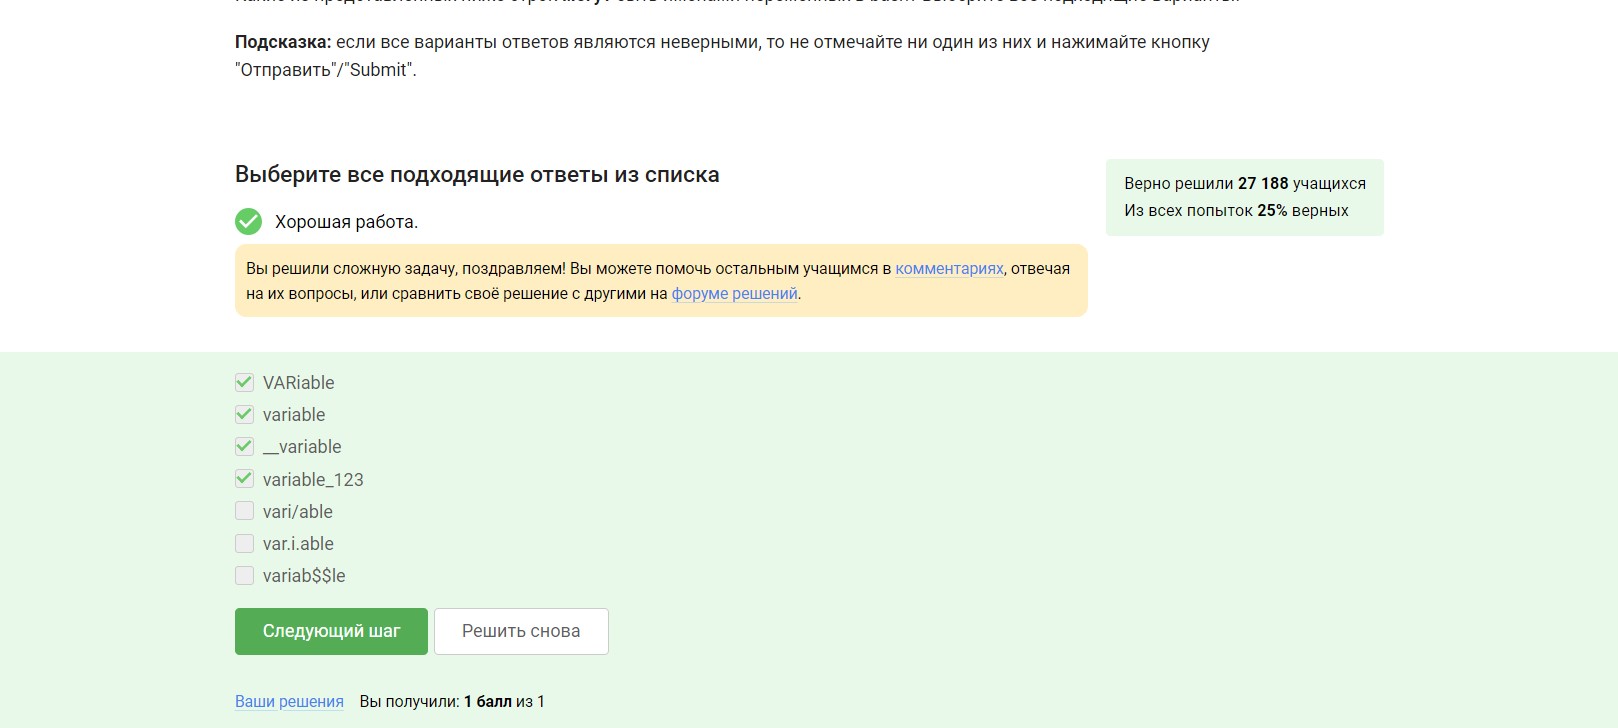 Подсказка: если все варианты ответов являются неверными, то не отмечайте ни один из них и нажимайте кнопку
"Отправить"/"Submit".
Выберите все подходящие ответы из списка
Верно решили 27 188 учащихся
Из всех попыток 25% верных
Хорошая работа.
Вы решили сложную задачу, поздравляем! Вы можете помочь остальным учащимся в комментариях, отвечая
на их вопросы, или сравнить своё решение с другими на форуме решений.
VARiable
variable
__variable
variable_123
vari/able
var.i.able
variab$$le
Следующий шаг
Решить снова
Ваши решения Вы получили: 1 балл из 1